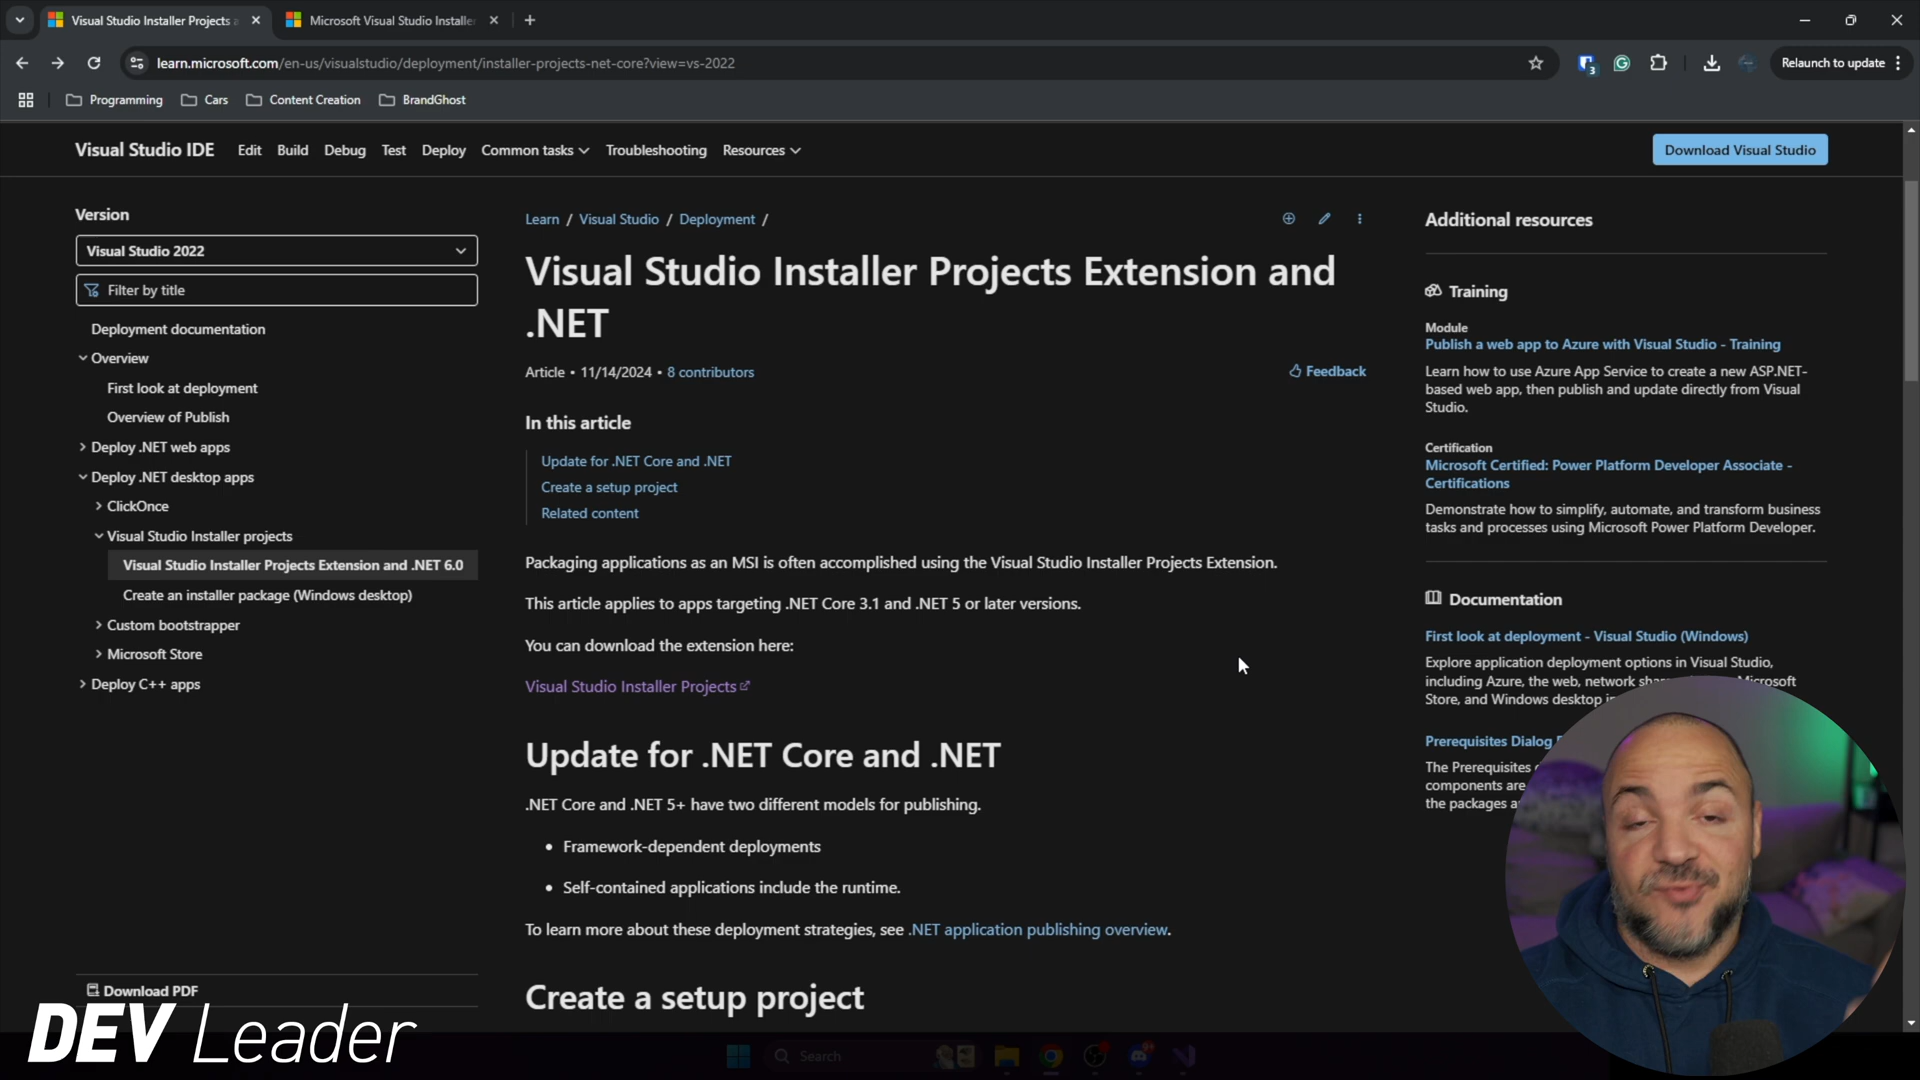 Visual Studio Installer Projects
Microsoft Visual Studio Installer
learn.microsoft.com/en-us/visualstudio/deployment/installer-projects-net-core?view=vs-2022
3
Relaunch to update
Programming
Cars
Content Creation
BrandGhost
Visual Studio IDE
Edit
Build
Debug
Test
Deploy
Common tasks
Troubleshooting
Resources
Download Visual Studio
Version
Visual Studio 2022
Filter by title
Deployment documentation
Overview
First look at deployment
Overview of Publish
Deploy .NET web apps
Deploy .NET desktop apps
ClickOnce
Visual Studio Installer projects
Visual Studio Installer Projects Extension and .NET 6.0
Create an installer package (Windows desktop)
Custom bootstrapper
Microsoft Store
Deploy C++ apps
Download PDF
Learn / Visual Studio / Deployment /
Visual Studio Installer Projects Extension and
.NET
Article • 11/14/2024 • 8 contributors
Feedback
In this article
Update for .NET Core and .NET
Create a setup project
Related content
Packaging applications as an MSI is often accomplished using the Visual Studio Installer Projects Extension.
This article applies to apps targeting .NET Core 3.1 and .NET 5 or later versions.
You can download the extension here:
Visual Studio Installer Projects
Update for .NET Core and .NET
.NET Core and .NET 5+ have two different models for publishing.
• Framework-dependent deployments
• Self-contained applications include the runtime.
To learn more about these deployment strategies, see .NET application publishing overview.
Create a setup project
Additional resources
Training
Module
Publish a web app to Azure with Visual Studio - Training
Learn how to use Azure App Service to create a new ASP.NET-
based web app, then publish and update directly from Visual
Studio.
Certification
Microsoft Certified: Power Platform Developer Associate -
Certifications
Demonstrate how to simplify, automate, and transform business
tasks and processes using Microsoft Power Platform Developer.
Documentation
First look at deployment - Visual Studio (Windows)
Explore application deployment options in Visual Studio,
including Azure, the web, network
Microsoft
Store, and Windows desktop
Prerequisites Dialog
The Prerequisites
components are
the packages
DEV Leader
Search